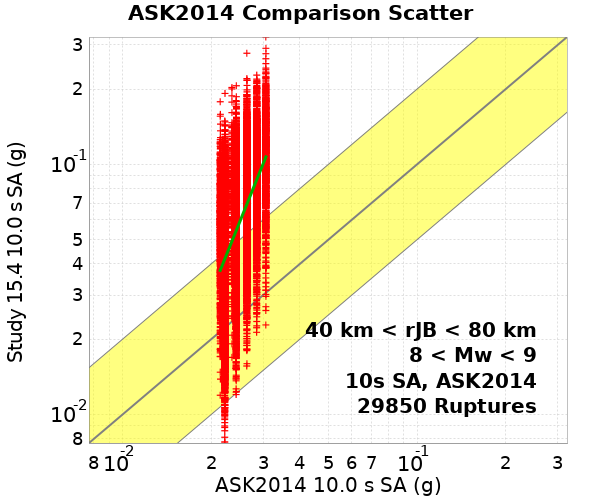 ASK2014 Comparison Scatter
Study 15.4 10.0 s SA (g)
3
2
10-1
7
5
4
3
2
10-2
8
40 km < rJB < 80 km
8 < Mw < 9
10s SA, ASK2014
29850 Ruptures
8 10-2 2 3 4 5 6 7 10-1 2 3
ASK2014 10.0 s SA (g)